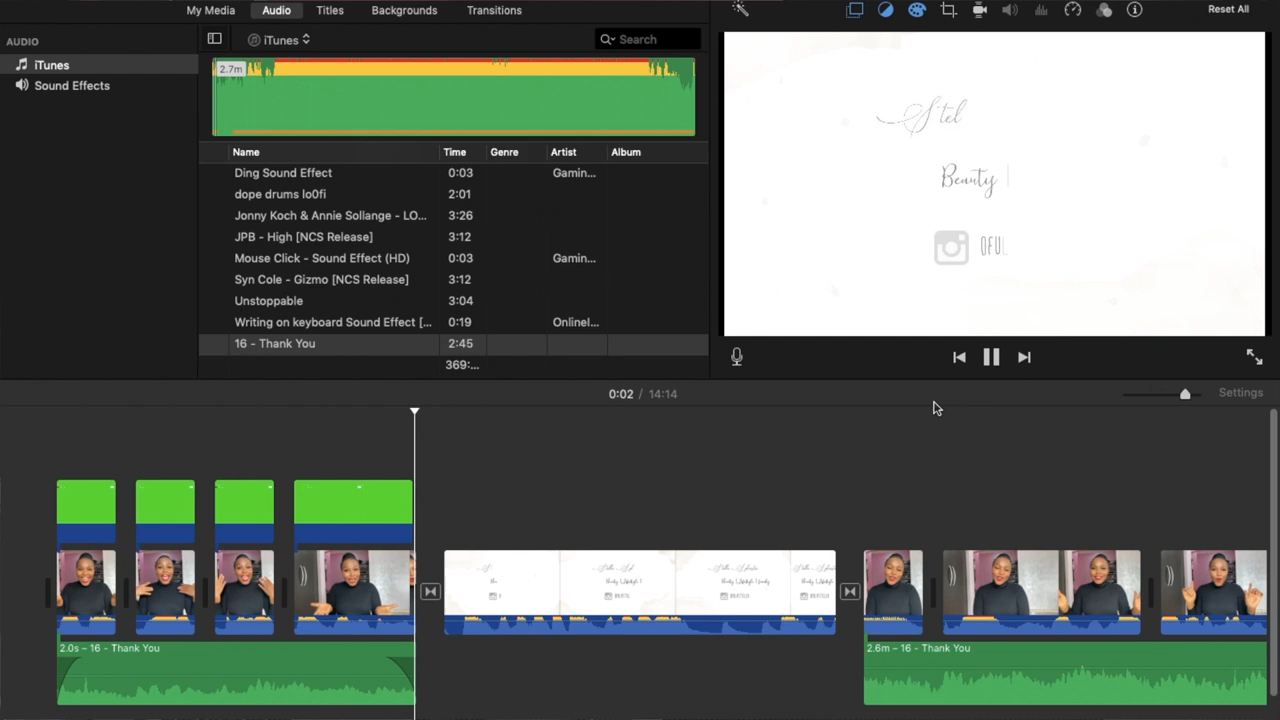 My Media Audio Titles Backgrounds Transitions
Reset All
AUDIO
iTunes
Search
iTunes
Sound Effects
2.7m
Name Time Genre Artist Album
Ding Sound Effect 0:03 Gamin...
dope drums lo0fi 2:01
Jonny Koch & Annie Sollange - LO... 3:26
JPB - High [NCS Release] 3:12
Mouse Click - Sound Effect (HD) 0:03 Gamin...
Syn Cole - Gizmo [NCS Release] 3:12
Unstoppable 3:04
Writing on keyboard Sound Effect [... 0:19 Onlinel...
16 - Thank You 2:45
369:...
Stel
Beauty |
OFUL
0:02 / 14:14
Settings
2.0s – 16 - Thank You
2.6m – 16 - Thank You